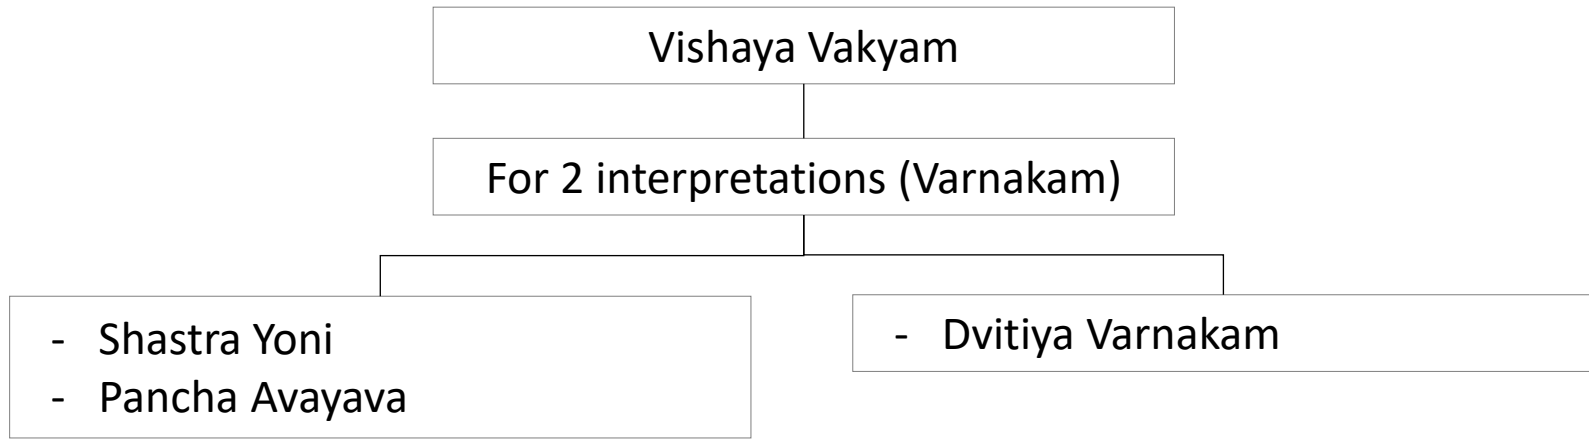 Vishaya Vakyam
For 2 interpretations (Varnakam)
- Shastra Yoni
- Pancha Avayava
- Dvitiya Varnakam